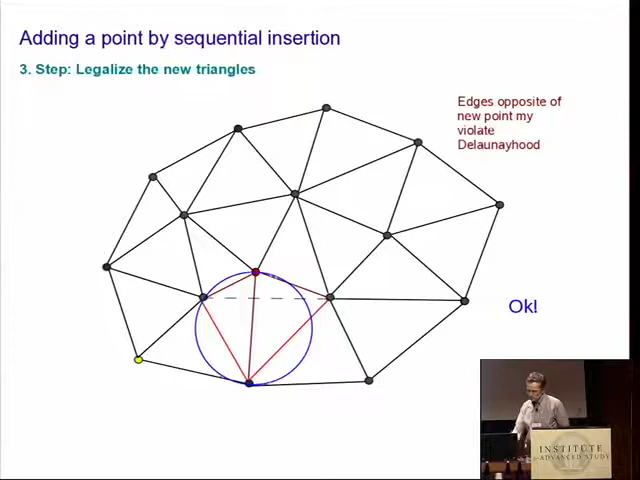 Adding a point by sequential insertion
3. Step: Legalize the new triangles
Edges opposite of
new point my
violate
Delaunayhood
Ok!
INSTITUTE
ADVANCED STUDY